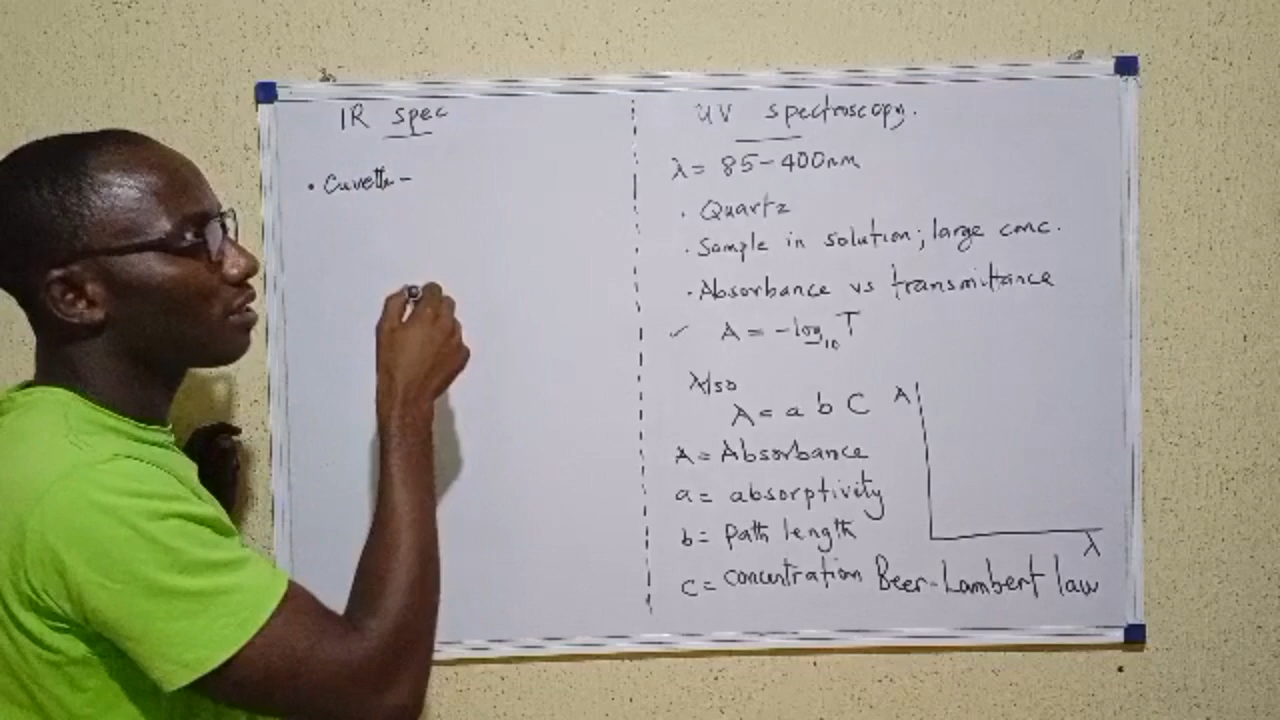 IR spec
• Cuvette -
UV spectroscopy.
λ = 85-400nm
• Quartz
• Sample in solution; large conc.
• Absorbance vs transmittance
✓ A = -log₁₀ T
Also
A = a b C
A = Absorbance
a = absorptivity
b = path length
c = concentration
A
λ
Beer-Lambert law